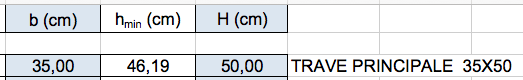 b (cm) hmin (cm) H (cm)
35,00 46,19 50,00 TRAVE PRINCIPALE 35X50